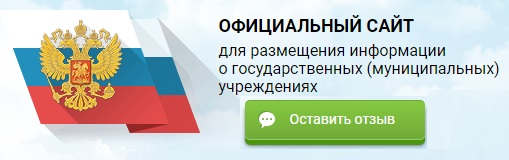 ОФИЦИАЛЬНЫЙ САЙТ
для размещения информации
о государственных (муниципальных)
учреждениях
Оставить отзыв